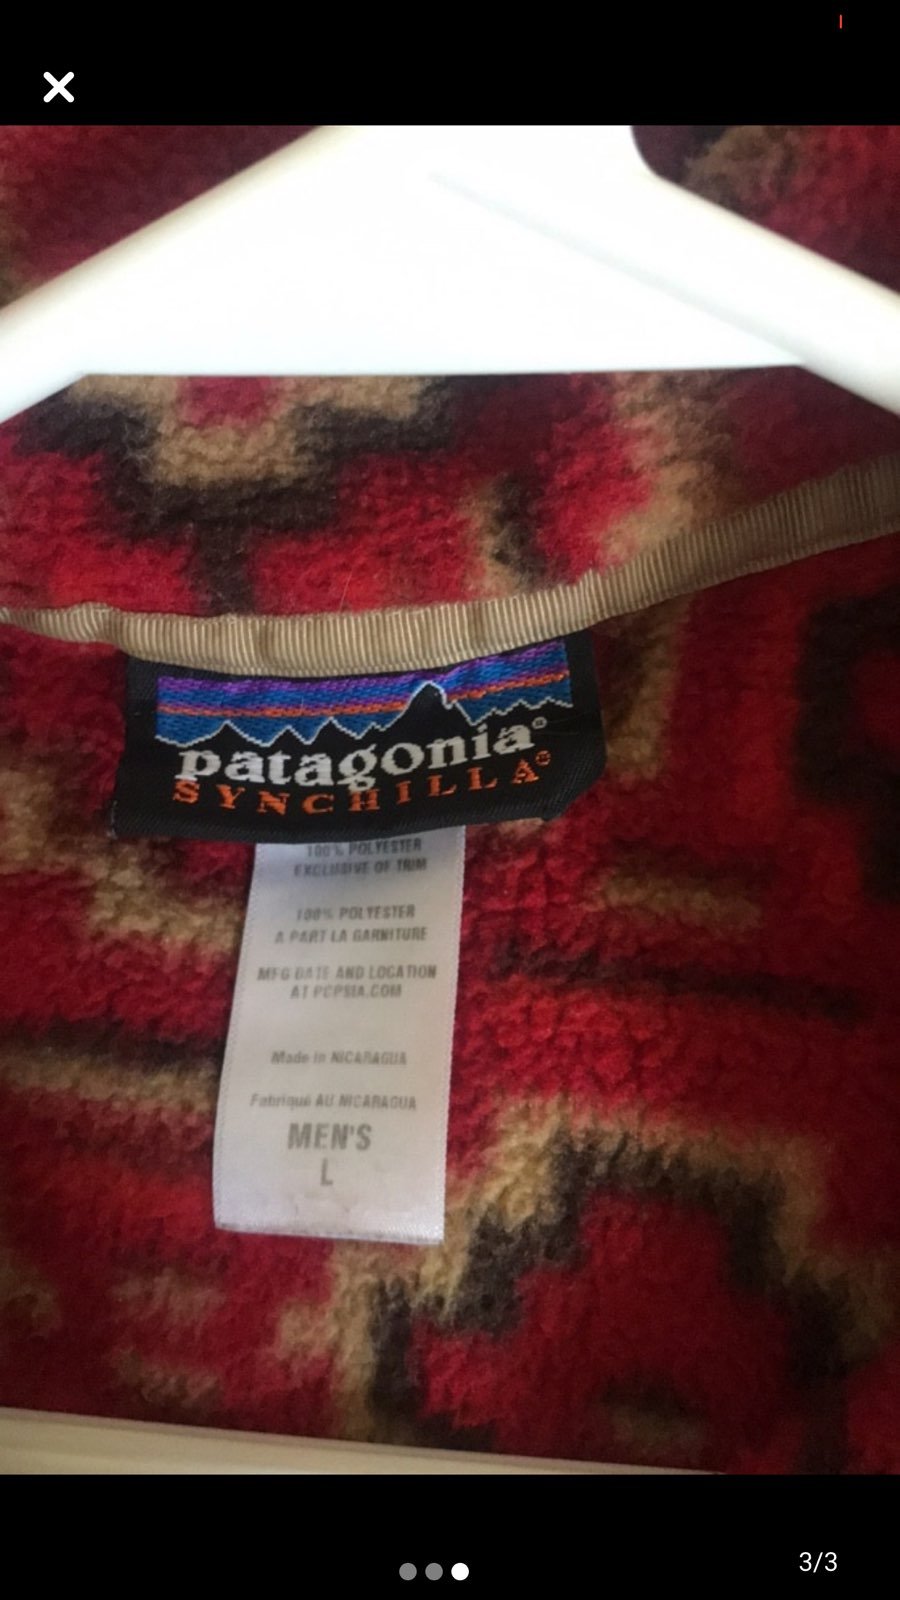 patagonia®
SYNCHILLA®
100% POLYESTER
EXCLUSIVE OF TRIM
100% POLYESTER
A PART LA GARNITURE
MFG DATE AND LOCATION
AT PCPSIA.COM
Made in NICARAGUA
Fabriqué AU NICARAGUA
MEN'S
L
3/3